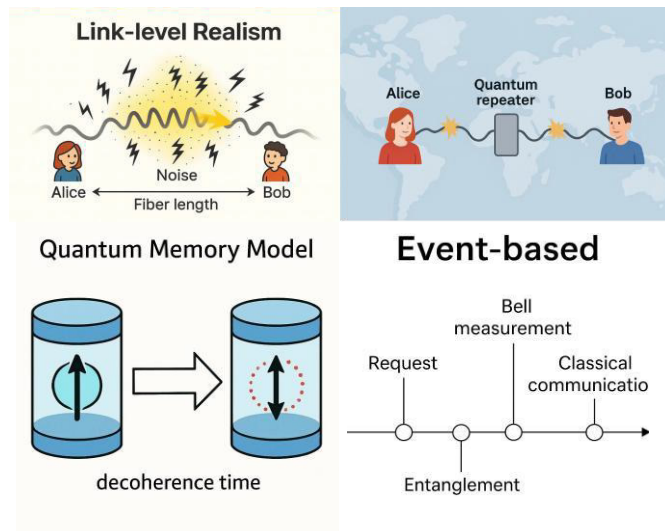 Link-level Realism
Noise
Alice
Bob
Fiber length
Alice
Quantum
repeater
Bob
Quantum Memory Model
decoherence time
Event-based
Bell
measurement
Request
Classical
communicatio
Entanglement